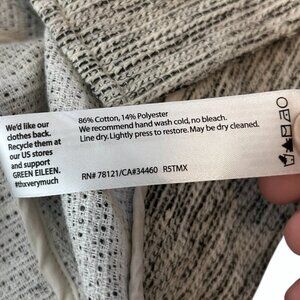 We'd like our
clothes back.
Recycle them at
our US stores
and support
GREEN EILEEN.
#thxverymuch
86% Cotton, 14% Polyester
We recommend hand wash cold, no bleach.
Line dry. Lightly press to restore. May be dry cleaned.
RN# 78121/CA#34460 R5TMX